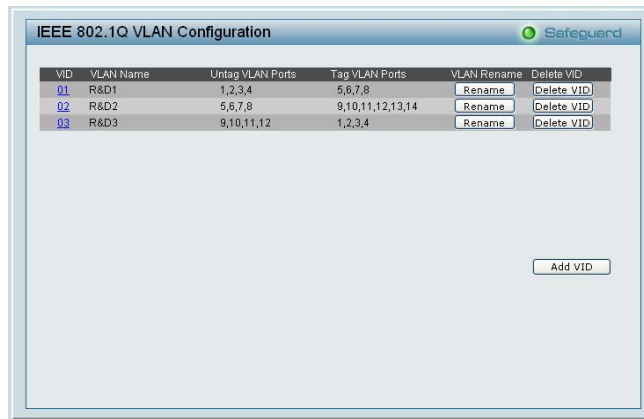 IEEE 802.1Q VLAN Configuration Safeguard
VID VLAN Name Untag VLAN Ports Tag VLAN Ports VLAN Rename Delete VID
01 R&D1 1,2,3,4 5,6,7,8 Rename Delete VID
02 R&D2 5,6,7,8 9,10,11,12,13,14 Rename Delete VID
03 R&D3 9,10,11,12 1,2,3,4 Rename Delete VID
Add VID